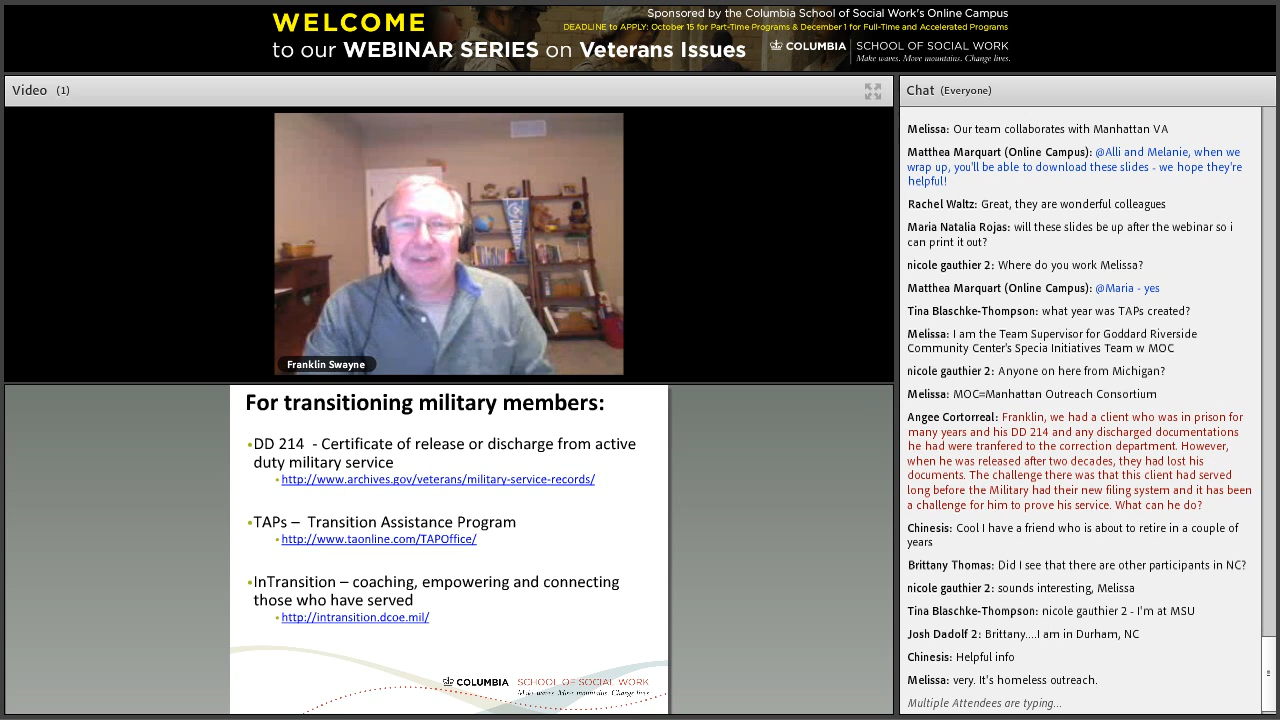 WELCOME
to our WEBINAR SERIES on Veterans Issues
Sponsored by the Columbia School of Social Work's Online Campus
DEADLINE to APPLY: October 15 for Part-Time Programs & December 1 for Full-Time and Accelerated Programs
COLUMBIA SCHOOL OF SOCIAL WORK
Make waves. Move mountains. Change lives.
Video (1)
Franklin Swayne
For transitioning military members:
•DD 214 - Certificate of release or discharge from active
duty military service
• http://www.archives.gov/veterans/military-service-records/
•TAPs – Transition Assistance Program
• http://www.taonline.com/TAPOffice/
•InTransition – coaching, empowering and connecting
those who have served
• http://intransition.dcoe.mil/
COLUMBIA SCHOOL OF SOCIAL WORK
Make waves. Move mountains. Change lives.
Chat (Everyone)
Melissa: Our team collaborates with Manhattan VA
Matthea Marquart (Online Campus): @Alli and Melanie, when we
wrap up, you'll be able to download these slides - we hope they're
helpful!
Rachel Waltz: Great, they are wonderful colleagues
Maria Natalia Rojas: will these slides be up after the webinar so i
can print it out?
nicole gauthier 2: Where do you work Melissa?
Matthea Marquart (Online Campus): @Maria - yes
Tina Blaschke-Thompson: what year was TAPs created?
Melissa: I am the Team Supervisor for Goddard Riverside
Community Center's Specia Initiatives Team w MOC
nicole gauthier 2: Anyone on here from Michigan?
Melissa: MOC=Manhattan Outreach Consortium
Angee Cortorreal: Franklin, we had a client who was in prison for
many years and his DD 214 and any discharged documentations
he had were tranfered to the correction department. However,
when he was released after two decades, they had lost his
documents. The challenge there was that this client had served
long before the Military had their new filing system and it has been
a challenge for him to prove his service. What can he do?
Chinesis: Cool I have a friend who is about to retire in a couple of
years
Brittany Thomas: Did I see that there are other participants in NC?
nicole gauthier 2: sounds interesting, Melissa
Tina Blaschke-Thompson: nicole gauthier 2 - I'm at MSU
Josh Dadolf 2: Brittany....I am in Durham, NC
Chinesis: Helpful info
Melissa: very. It's homeless outreach.
Multiple Attendees are typing...